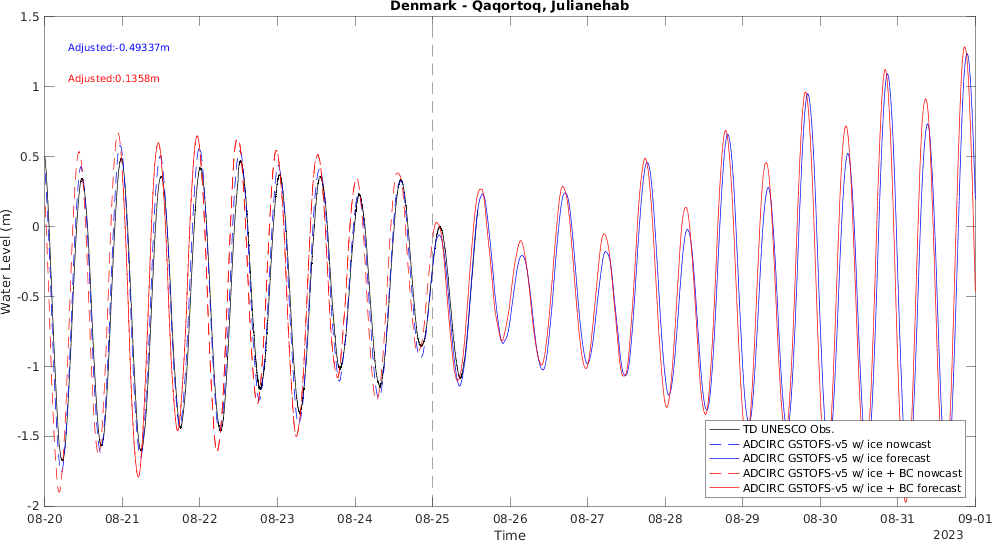 Denmark - Qaqortoq, Julianehab
Adjusted:-0.49337m
Adjusted:0.1358m
Water Level (m)
1.5
1
0.5
0
-0.5
-1
-1.5
-2
TD UNESCO Obs.
ADCIRC GSTOFS-v5 w/ ice nowcast
ADCIRC GSTOFS-v5 w/ ice forecast
ADCIRC GSTOFS-v5 w/ ice + BC nowcast
ADCIRC GSTOFS-v5 w/ ice + BC forecast
08-20 08-21 08-22 08-23 08-24 08-25 08-26 08-27 08-28 08-29 08-30 08-31 09-01
Time
2023